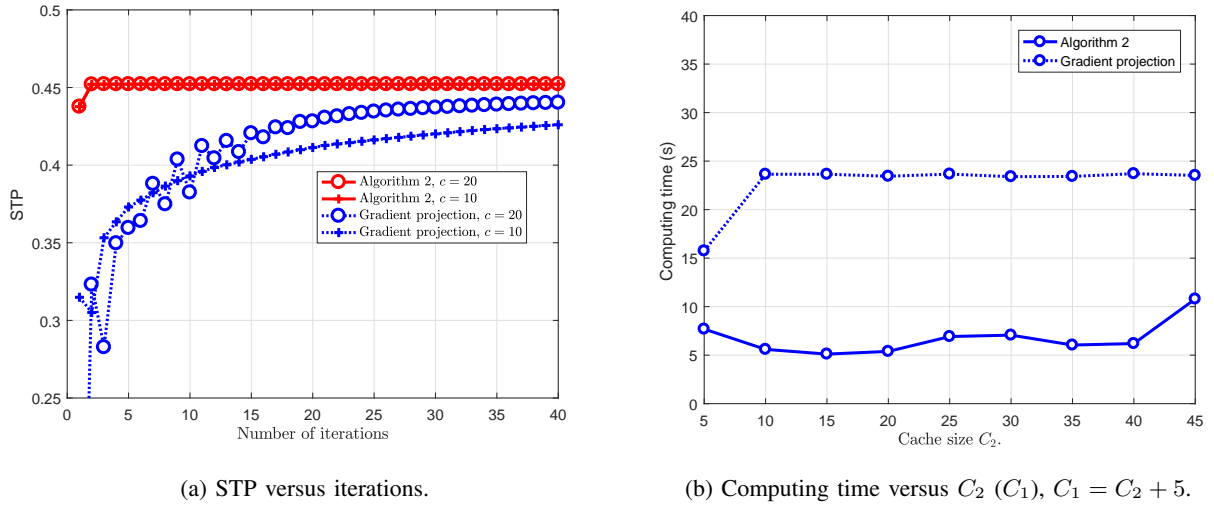 0.5
0.45
0.4
0.35
0.3
0.25
STP
0 5 10 15 20 25 30 35 40
Number of iterations
Algorithm 2, c = 20
Algorithm 2, c = 10
Gradient projection, c = 20
Gradient projection, c = 10
(a) STP versus iterations.
40
35
30
25
20
15
10
5
0
Computing time (s)
5 10 15 20 25 30 35 40 45
Cache size C₂.
Algorithm 2
Gradient projection
(b) Computing time versus C₂ (C₁), C₁ = C₂ + 5.